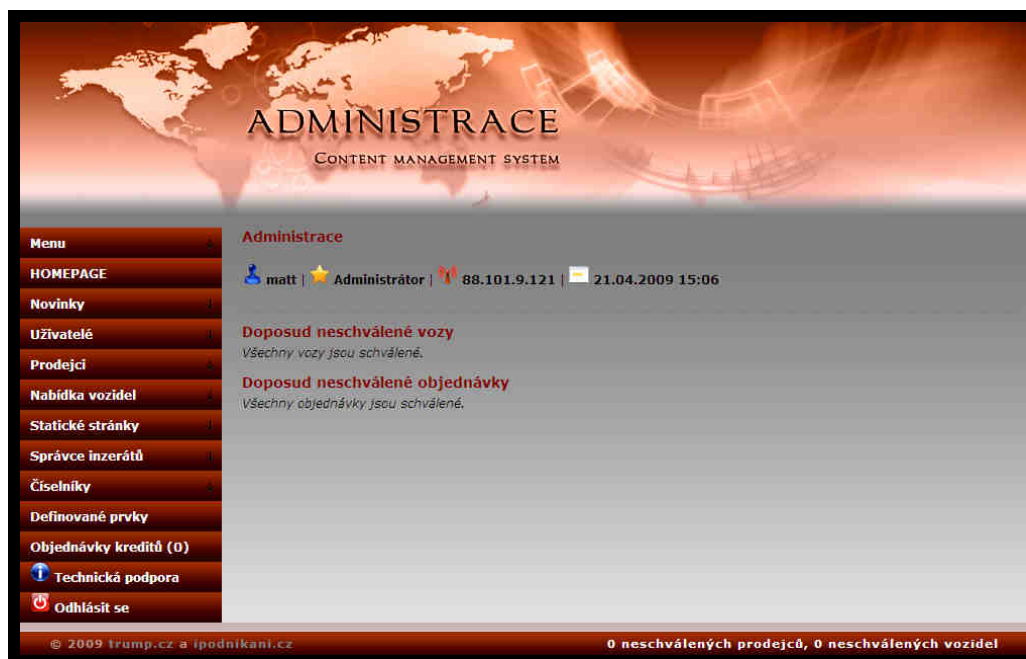 ADMINISTRACE
CONTENT MANAGEMENT SYSTEM
Menu
HOMEPAGE
Novinky
Uživatelé
Prodejci
Nabídka vozidel
Statické stránky
Správce inzerátů
Číselníky
Definované prvky
Objednávky kreditů (0)
Technická podpora
Odhlásit se
Administrace
matt | Administrátor | 88.101.9.121 | 21.04.2009 15:06
Doposud neschválené vozy
Všechny vozy jsou schválené.
Doposud neschválené objednávky
Všechny objednávky jsou schválené.
© 2009 trump.cz a ipodnikani.cz
0 neschválených prodejců, 0 neschválených vozidel